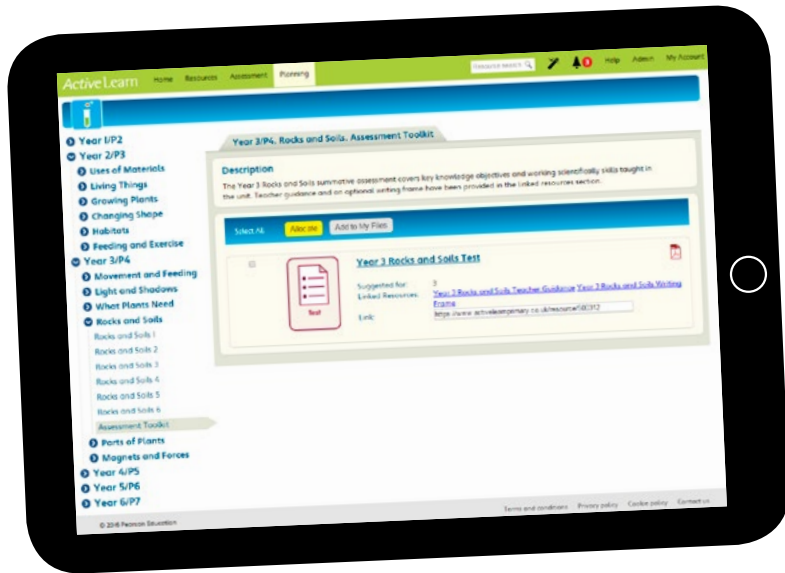 ActiveLearn Home Resources Assessment Planning Resource search Help Admin My Account
Year 1/P2
Year 2/P3
Uses of Materials
Living Things
Growing Plants
Changing Shape
Habitats
Feeding and Exercise
Year 3/P4
Movement and Feeding
Light and Shadows
What Plants Need
Rocks and Soils
Rocks and Soils 1
Rocks and Soils 2
Rocks and Soils 3
Rocks and Soils 4
Rocks and Soils 5
Rocks and Soils 6
Assessment Toolkit
Parts of Plants
Magnets and Forces
Year 4/P5
Year 5/P6
Year 6/P7
Year 3/P4. Rocks and Soils. Assessment Toolkit
Description
The Year 3 Rocks and Soils summative assessment covers key knowledge objectives and working scientifically skills taught in
the unit. Teacher guidance and an optional writing frame have been provided in the linked resources section.
Select All: Allocate Add to My Files
Test
Year 3 Rocks and Soils Test
Suggested for: 3
Linked Resources: Year 3 Rocks and Soils Teacher Guidance Year 3 Rocks and Soils Writing
Frame
Link: https://www.activelearnprimary.co.uk/resource/500312
© 2016 Pearson Education
Terms and conditions Privacy policy Cookie policy Contact us